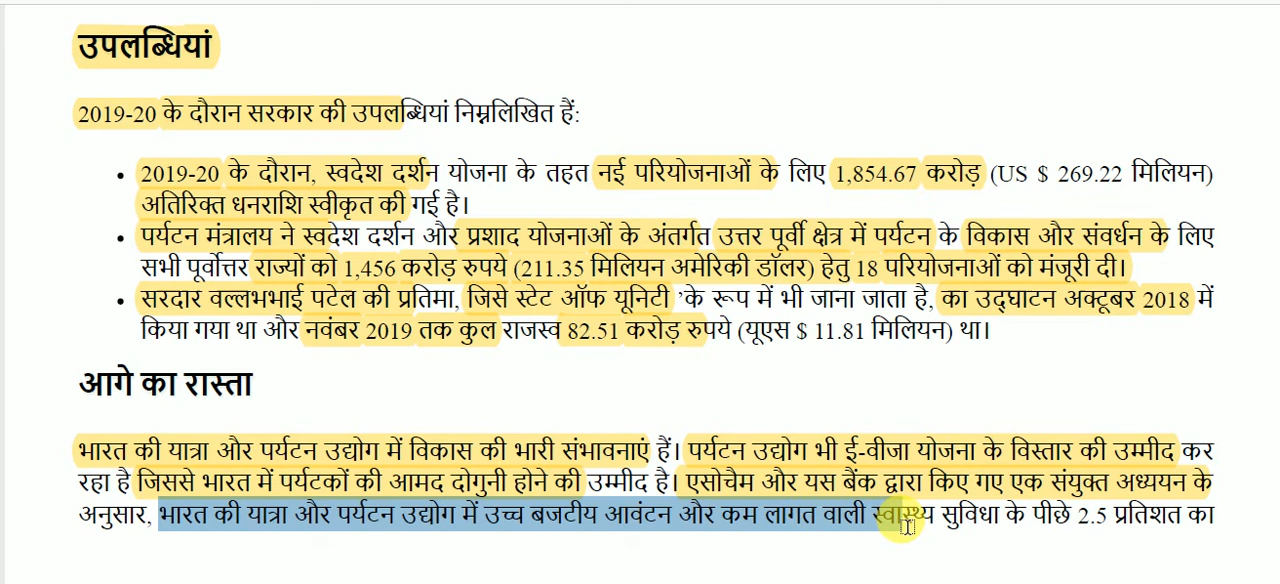 उपलब्धियां
2019-20 के दौरान सरकार की उपलब्धियां निम्नलिखित हैं:
• 2019-20 के दौरान, स्वदेश दर्शन योजना के तहत नई परियोजनाओं के लिए 1,854.67 करोड़ (US $ 269.22 मिलियन)
अतिरिक्त धनराशि स्वीकृत की गई है।
• पर्यटन मंत्रालय ने स्वदेश दर्शन और प्रशाद योजनाओं के अंतर्गत उत्तर पूर्वी क्षेत्र में पर्यटन के विकास और संवर्धन के लिए
सभी पूर्वोत्तर राज्यों को 1,456 करोड़ रुपये (211.35 मिलियन अमेरिकी डॉलर) हेतु 18 परियोजनाओं को मंजूरी दी।
• सरदार वल्लभभाई पटेल की प्रतिमा, जिसे स्टेट ऑफ यूनिटी 'के रूप में भी जाना जाता है, का उद्घाटन अक्टूबर 2018 में
किया गया था और नवंबर 2019 तक कुल राजस्व 82.51 करोड़ रुपये (यूएस $ 11.81 मिलियन) था।
आगे का रास्ता
भारत की यात्रा और पर्यटन उद्योग में विकास की भारी संभावनाएं हैं। पर्यटन उद्योग भी ई-वीजा योजना के विस्तार की उम्मीद कर
रहा है जिससे भारत में पर्यटकों की आमद दोगुनी होने की उम्मीद है। एसोचैम और यस बैंक द्वारा किए गए एक संयुक्त अध्ययन के
अनुसार, भारत की यात्रा और पर्यटन उद्योग में उच्च बजटीय आवंटन और कम लागत वाली स्वास्थ्य सुविधा के पीछे 2.5 प्रतिशत का